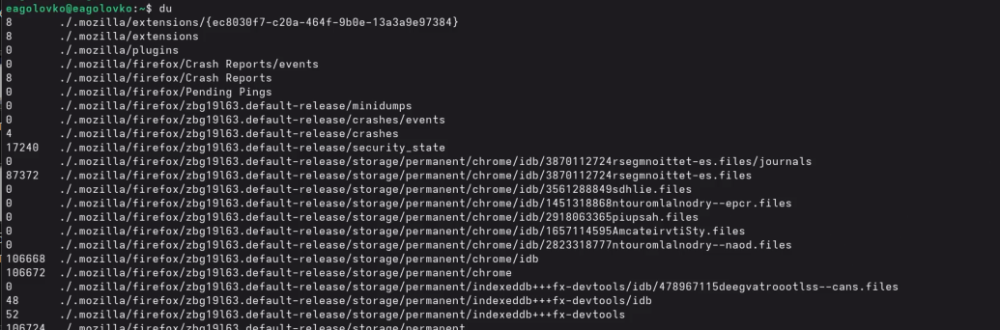 eagolovko@eagolovko:~$ du
8 ./.mozilla/extensions/{ec8030f7-c20a-464f-9b0e-13a3a9e97384}
8 ./.mozilla/extensions
0 ./.mozilla/plugins
0 ./.mozilla/firefox/Crash Reports/events
8 ./.mozilla/firefox/Crash Reports
0 ./.mozilla/firefox/Pending Pings
0 ./.mozilla/firefox/zbg19l63.default-release/minidumps
0 ./.mozilla/firefox/zbg19l63.default-release/crashes/events
4 ./.mozilla/firefox/zbg19l63.default-release/crashes
17240 ./.mozilla/firefox/zbg19l63.default-release/security_state
0 ./.mozilla/firefox/zbg19l63.default-release/storage/permanent/chrome/idb/3870112724rsegmnoittet-es.files/journals
87372 ./.mozilla/firefox/zbg19l63.default-release/storage/permanent/chrome/idb/3870112724rsegmnoittet-es.files
0 ./.mozilla/firefox/zbg19l63.default-release/storage/permanent/chrome/idb/3561288849sdhlie.files
0 ./.mozilla/firefox/zbg19l63.default-release/storage/permanent/chrome/idb/1451318868ntouromlalnodry--epcr.files
0 ./.mozilla/firefox/zbg19l63.default-release/storage/permanent/chrome/idb/2918063365piupsah.files
0 ./.mozilla/firefox/zbg19l63.default-release/storage/permanent/chrome/idb/1657114595AmcateirvtiSty.files
0 ./.mozilla/firefox/zbg19l63.default-release/storage/permanent/chrome/idb/2823318777ntouromlalnodry--naod.files
106668 ./.mozilla/firefox/zbg19l63.default-release/storage/permanent/chrome/idb
106672 ./.mozilla/firefox/zbg19l63.default-release/storage/permanent/chrome
0 ./.mozilla/firefox/zbg19l63.default-release/storage/permanent/indexeddb+++fx-devtools/idb/478967115deegvatroootlss--cans.files
48 ./.mozilla/firefox/zbg19l63.default-release/storage/permanent/indexeddb+++fx-devtools/idb
52 ./.mozilla/firefox/zbg19l63.default-release/storage/permanent/indexeddb+++fx-devtools
106724 ./.mozilla/firefox/zbg19l63.default-release/storage/permanent